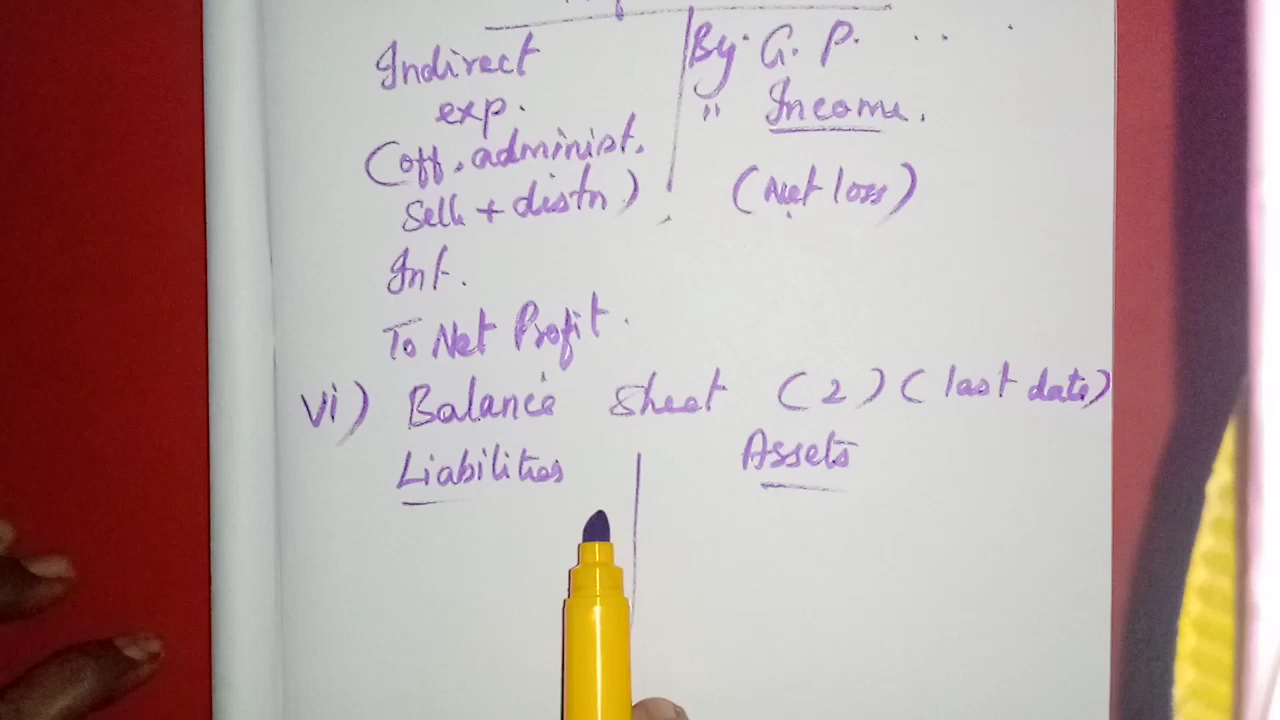 Indirect
exp.
(off. administ.
Sell + distn)
Int.
To Net Profit.
By G. P. ...
" Income.
(Net loss)
vi) Balance Sheet (2) (last date)
Liabilities
Assets